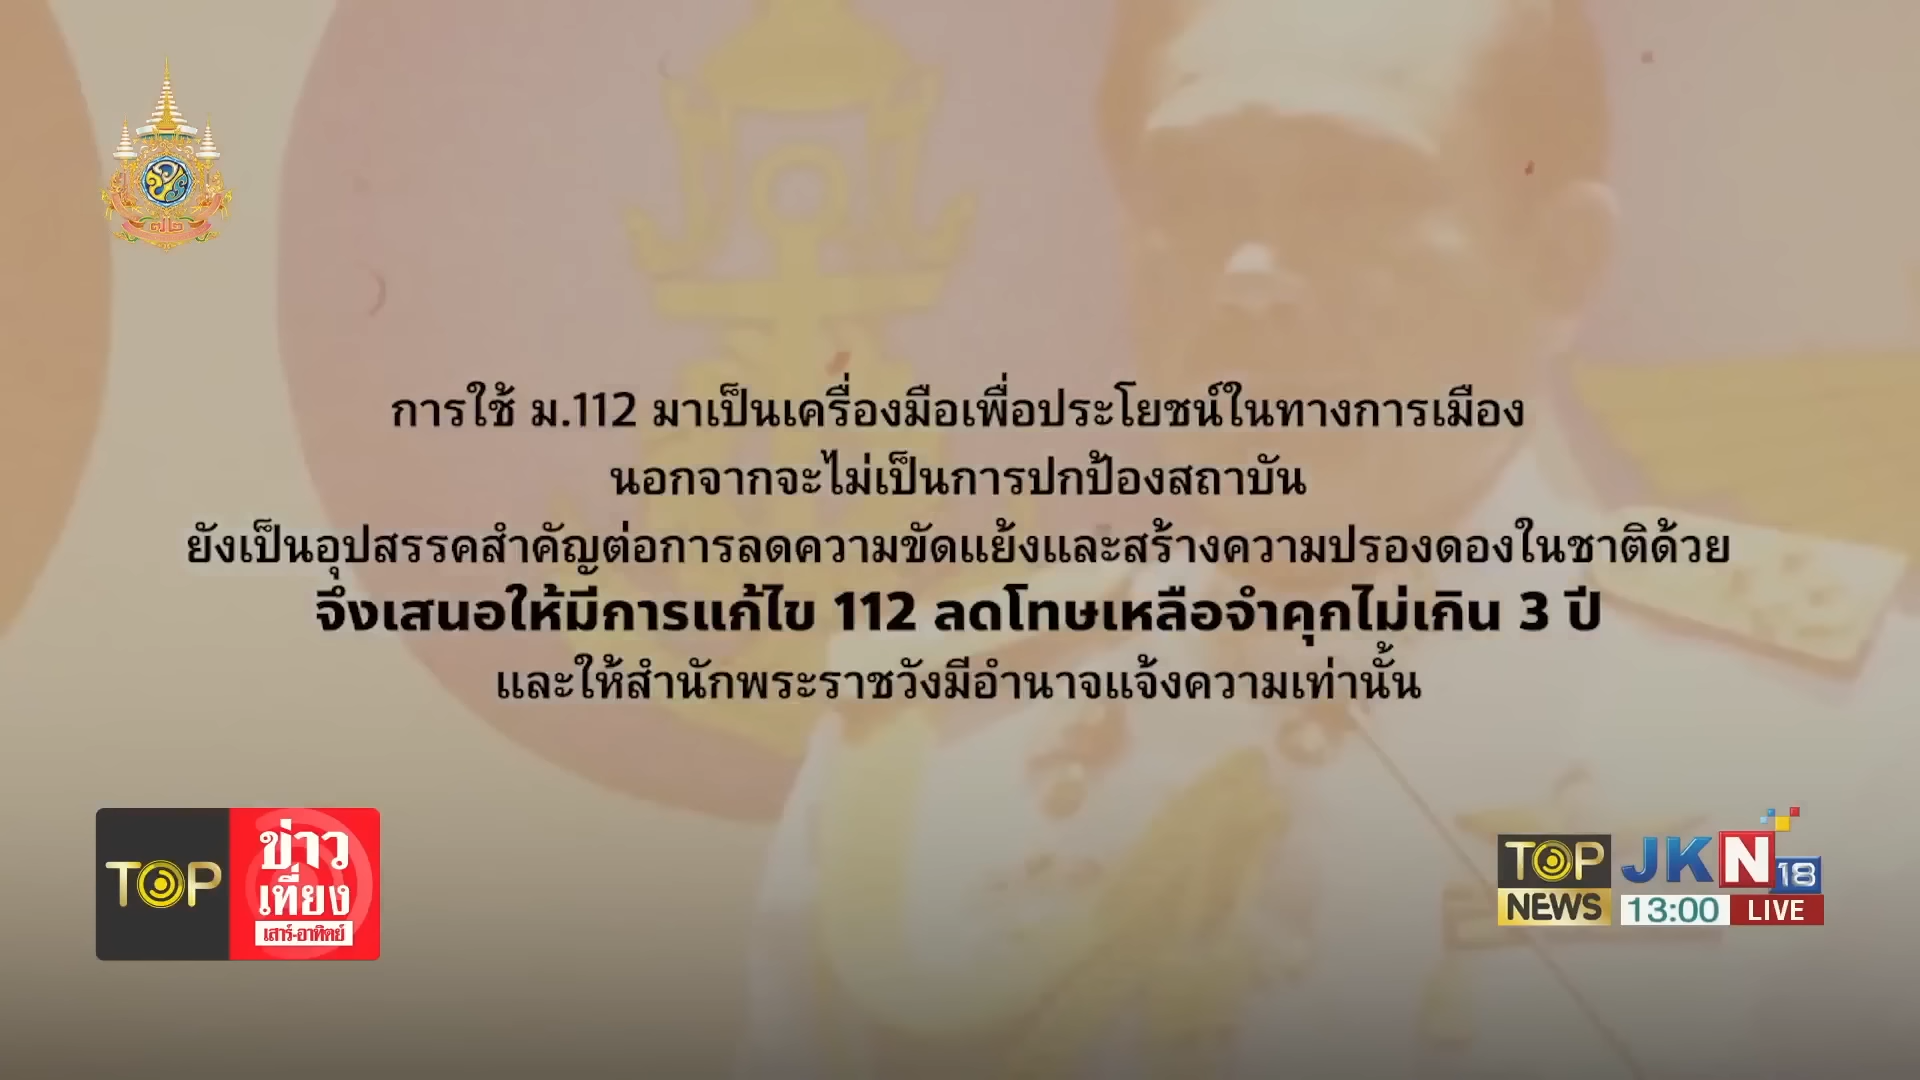 ๗๒
การใช้ ม.112 มาเป็นเครื่องมือเพื่อประโยชน์ในทางการเมือง
นอกจากจะไม่เป็นการปกป้องสถาบัน
ยังเป็นอุปสรรคสำคัญต่อการลดความขัดแย้งและสร้างความปรองดองในชาติด้วย
จึงเสนอให้มีการแก้ไข 112 ลดโทษเหลือจำคุกไม่เกิน 3 ปี
และให้สำนักพระราชวังมีอำนาจแจ้งความเท่านั้น
TOP
ข่าว
เที่ยง
เสาร์-อาทิตย์
TOP
NEWS
JKN
18
13:00 LIVE